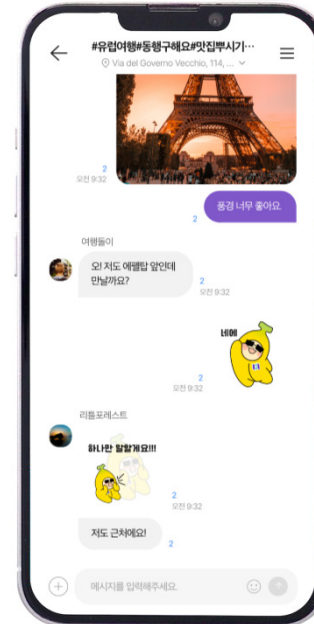 #유럽여행#동행구해요#맛집뿌시기…
Via del Governo Vecchio, 114, ...
2
오전 9:32
풍경 너무 좋아요.
2
여행돌이
오! 저도 에펠탑 앞인데
만날까요?
2
오전 9:32
네에
2
오전 9:32
리틀포레스트
하나만 말할게요!!!
2
오전 9:32
저도 근처에요!
2
메시지를 입력해주세요.